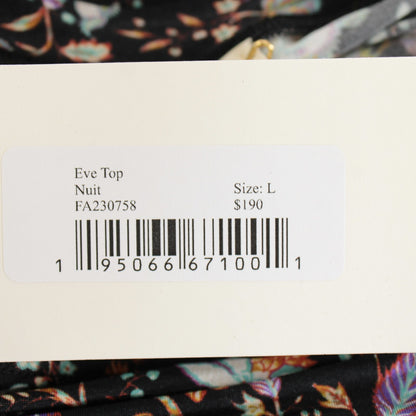 Eve Top
Nuit Size: L
FA230758 $190
1 95066 67100 1